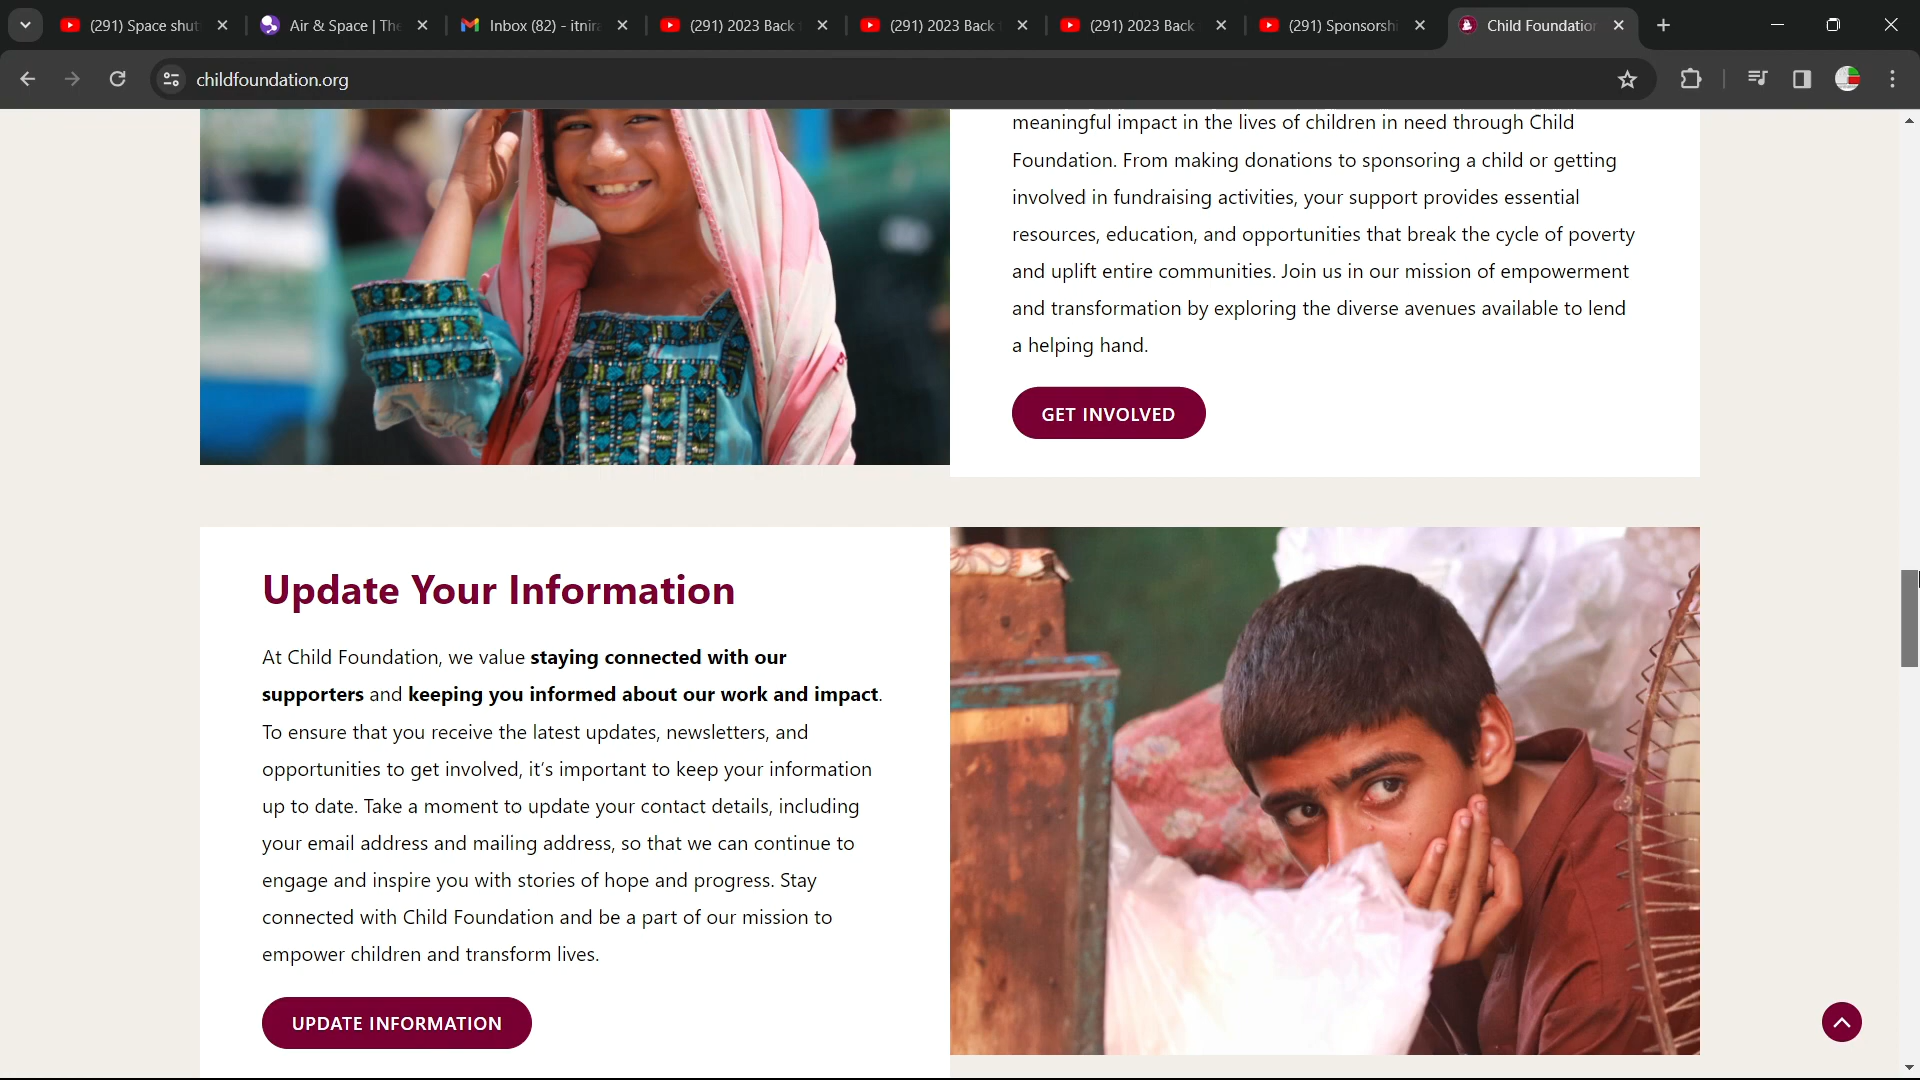 (291) Space shut
Air & Space | The
Inbox (82) - itnira
(291) 2023 Back t
(291) 2023 Back t
(291) 2023 Back
(291) Sponsorshi
Child Foundation
childfoundation.org
meaningful impact in the lives of children in need through Child
Foundation. From making donations to sponsoring a child or getting
involved in fundraising activities, your support provides essential
resources, education, and opportunities that break the cycle of poverty
and uplift entire communities. Join us in our mission of empowerment
and transformation by exploring the diverse avenues available to lend
a helping hand.
GET INVOLVED
Update Your Information
At Child Foundation, we value staying connected with our
supporters and keeping you informed about our work and impact.
To ensure that you receive the latest updates, newsletters, and
opportunities to get involved, it's important to keep your information
up to date. Take a moment to update your contact details, including
your email address and mailing address, so that we can continue to
engage and inspire you with stories of hope and progress. Stay
connected with Child Foundation and be a part of our mission to
empower children and transform lives.
UPDATE INFORMATION